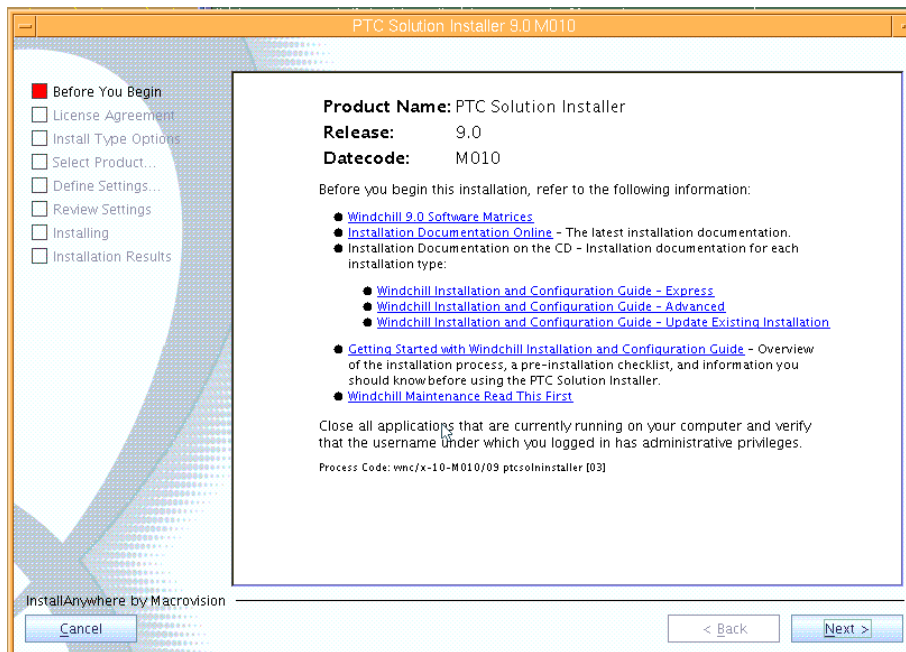 PTC Solution Installer 9.0 M010
Before You Begin
License Agreement
Install Type Options
Select Product...
Define Settings...
Review Settings
Installing
Installation Results
Product Name: PTC Solution Installer
Release: 9.0
Datecode: M010
Before you begin this installation, refer to the following information:
Windchill 9.0 Software Matrices
Installation Documentation Online – The latest installation documentation.
Installation Documentation on the CD – Installation documentation for each
installation type:
Windchill Installation and Configuration Guide – Express
Windchill Installation and Configuration Guide – Advanced
Windchill Installation and Configuration Guide – Update Existing Installation
Getting Started with Windchill Installation and Configuration Guide – Overview
of the installation process, a pre-installation checklist, and information you
should know before using the PTC Solution Installer.
Windchill Maintenance Read This First
Close all applications that are currently running on your computer and verify
that the username under which you logged in has administrative privileges.
Process Code: wnc/x-10-M010/09 ptcsolninstaller [03]
InstallAnywhere by Macrovision
Cancel
< Back
Next >